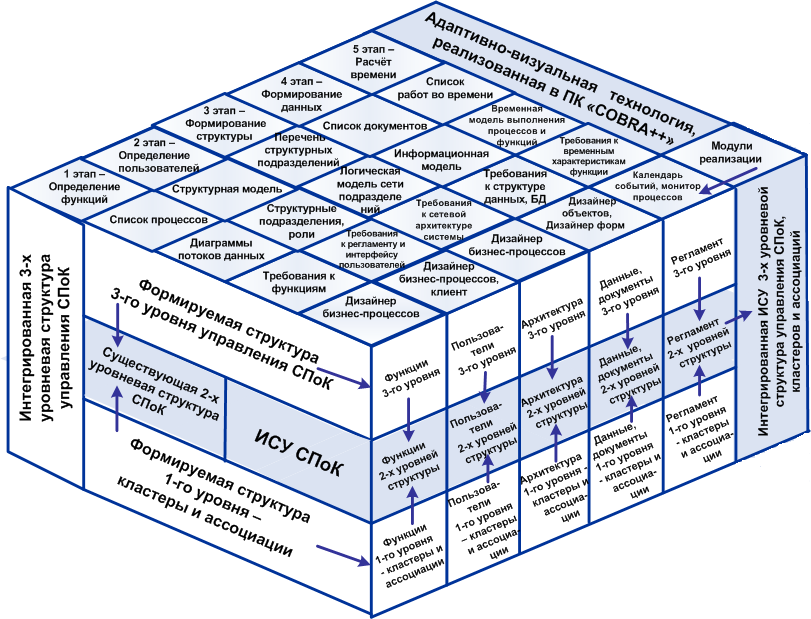 Адаптивно-визуальная технология,
реализованная в ПК «COBRA++»
5 этап –
Расчёт
времени
4 этап –
Формирование
данных
Список
работ во времени
3 этап –
Формирование
структуры
Список документов
Временная
модель выполнения
процессов и
функций
2 этап –
Определение
пользователей
Перечень
структурных
подразделений
Информационная
модель
Требования к
временным
характеристикам
функции
Модули
реализации
1 этап –
Определение
функций
Структурная модель
Логическая
модель сети
подразделе
ний
Требования
к структуре
данных, БД
Календарь
событий, монитор
процессов
Список процессов
Структурные
подразделения,
роли
Требования
к сетевой
архитектуре
системы
Дизайнер
объектов,
Дизайнер форм
Диаграммы
потоков данных
Требования
к регламенту и
интерфейсу
пользователей
Дизайнер
бизнес-процессов
Требования к
функциям
Дизайнер
бизнес-процессов,
клиент
Дизайнер
бизнес-процессов
Интегрированная 3-х
уровневая структура
управления СПоК
Формируемая структура
3-го уровня управления СПоК
Существующая 2-х
уровневая структура
СПоК
ИСУ СПоК
Формируемая структура
1-го уровня –
кластеры и ассоциации
Функции
3-го уровня
Пользова-
тели
3-го уровня
Архитектура
3-го уровня
Данные,
документы
3-го уровня
Регламент
3-го уровня
Функции
2-х уровней
структуры
Пользова-
тели
2-х уровней
структуры
Архитектура
2-х уровней
структуры
Данные,
документы
2-х уровней
структуры
Регламент
2-х уровней
структуры
Функции
1-го уровня
- кластеры и
ассоциации
Пользова-
тели
1-го уровня
– кластеры
и ассоциа-
ции
Архитектура
1-го уровня -
кластеры и
ассоциа-
ции
Данные,
документы
1-го уровня
- кластеры и
ассоциа-
ции
Регламент
1-го уровня
- кластеры и
ассоциа-
ции
Интегрированная ИСУ 3-х уровневой
структура управления СПоК,
кластеров и ассоциаций